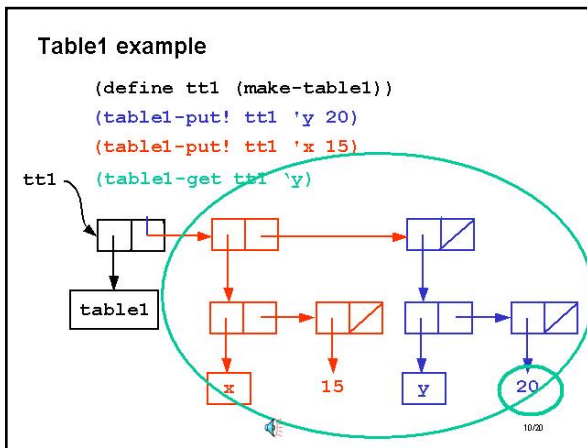 Table1 example
(define tt1 (make-table1))
(table1-put! tt1 'y 20)
(table1-put! tt1 'x 15)
tt1 (table1-get tt1 `y)
table1
x 15 y 20
10/20